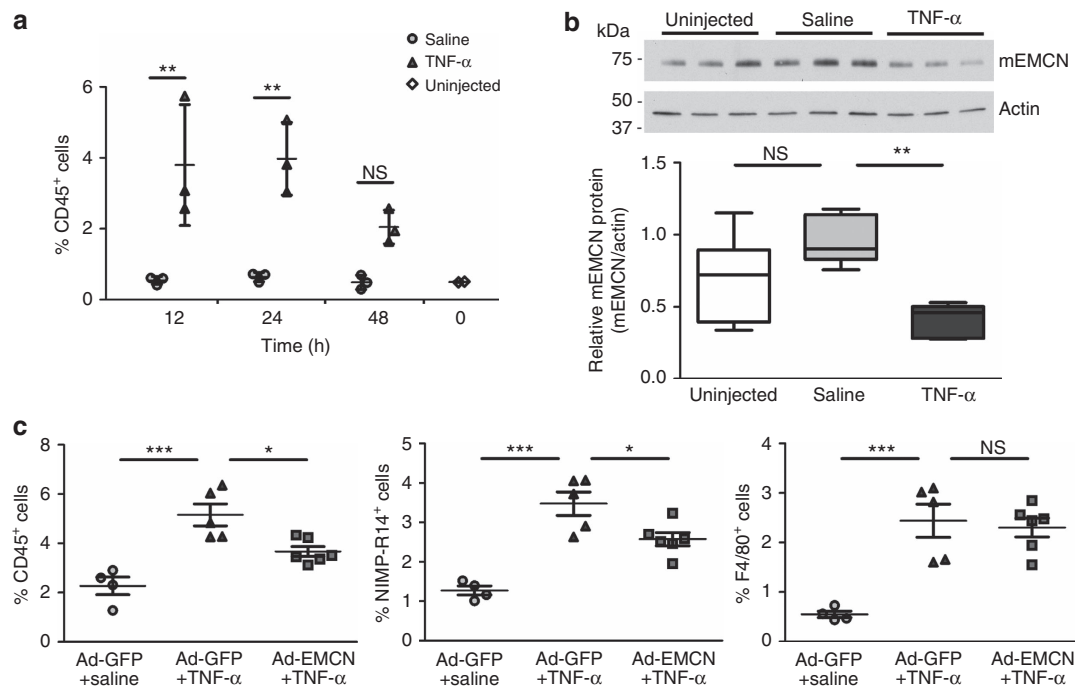 a
Saline
TNF-α
Uninjected
**
**
NS
6
4
2
0
% CD45+ cells
12 24 48 0
Time (h)
b
kDa
Uninjected Saline TNF-α
75 -
mEMCN
50 -
37 -
Actin
NS
**
1.5
1.0
0.5
0.0
Relative mEMCN protein
(mEMCN/actin)
Uninjected Saline TNF-α
c
***
*
8
6
4
2
0
% CD45+ cells
Ad-GFP Ad-GFP Ad-EMCN
+saline +TNF-α +TNF-α
***
*
5
4
3
2
1
0
% NIMP-R14+ cells
Ad-GFP Ad-GFP Ad-EMCN
+saline +TNF-α +TNF-α
***
NS
4
3
2
1
0
% F4/80+ cells
Ad-GFP Ad-GFP Ad-EMCN
+saline +TNF-α +TNF-α